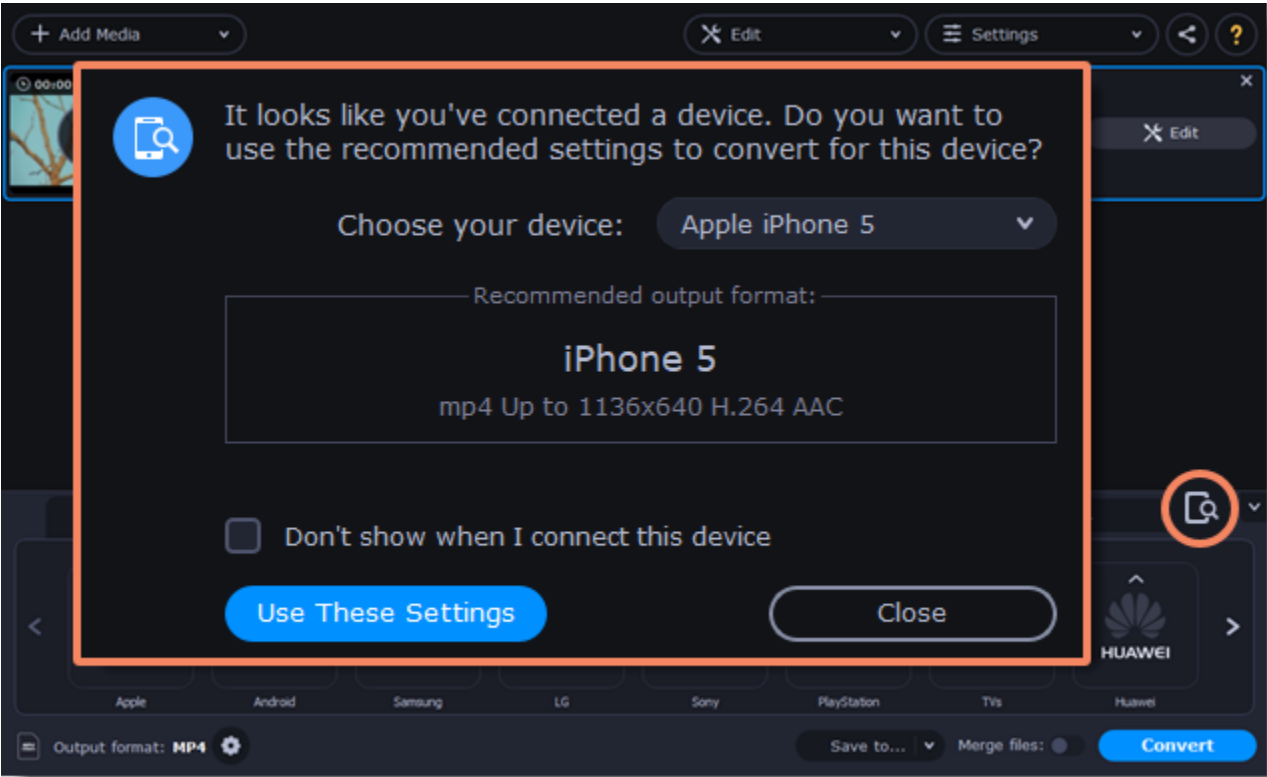 Add Media
Edit
Settings
?
00:00
It looks like you've connected a device. Do you want to
use the recommended settings to convert for this device?
Edit
Choose your device:
Apple iPhone 5
Recommended output format:
iPhone 5
mp4 Up to 1136x640 H.264 AAC
Don't show when I connect this device
Use These Settings
Close
HUAWEI
Apple
Android
Samsung
LG
Sony
PlayStation
TVs
Huawei
Output format: MP4
Save to...
Merge files:
Convert